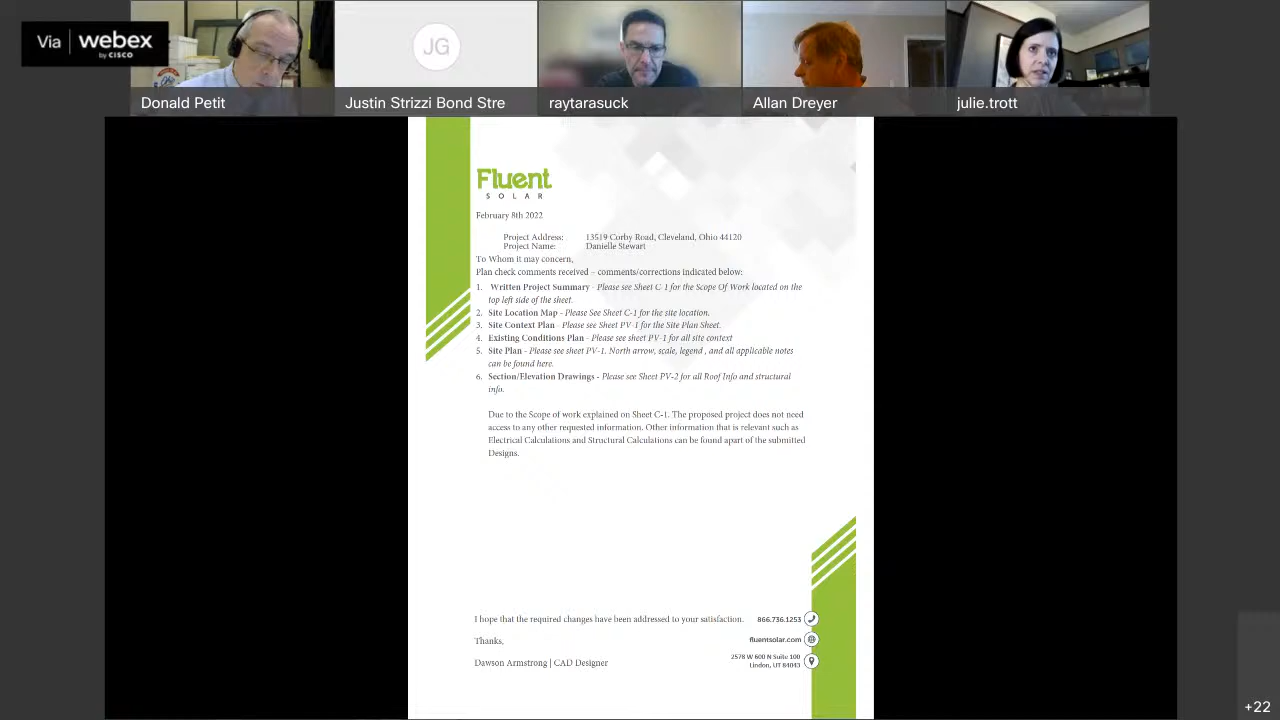 Via webex
by CISCO
JG
Donald Petit
Justin Strizzi Bond Stre
raytarasuck
Allan Dreyer
julie.trott
Fluent
SOLAR
February 8th 2022
Project Address: 13519 Corby Road, Cleveland, Ohio 44120
Project Name: Danielle Stewart
To Whom it may concern,
Plan check comments received – comments/corrections indicated below:
1. Written Project Summary - Please see Sheet C-1 for the Scope Of Work located on the
top left side of the sheet.
2. Site Location Map - Please See Sheet C-1 for the site location.
3. Site Context Plan - Please see Sheet PV-1 for the Site Plan Sheet.
4. Existing Conditions Plan - Please see sheet PV-1 for all site context
5. Site Plan - Please see sheet PV-1. North arrow, scale, legend , and all applicable notes
can be found here.
6. Section/Elevation Drawings - Please see Sheet PV-2 for all Roof Info and structural
info.
Due to the Scope of work explained on Sheet C-1. The proposed project does not need
access to any other requested information. Other information that is relevant such as
Electrical Calculations and Structural Calculations can be found apart of the submitted
Designs.
I hope that the required changes have been addressed to your satisfaction.
866.736.1253
Thanks,
fluentsolar.com
2578 W 600 N Suite 100
Lindon, UT 84043
Dawson Armstrong | CAD Designer
+22